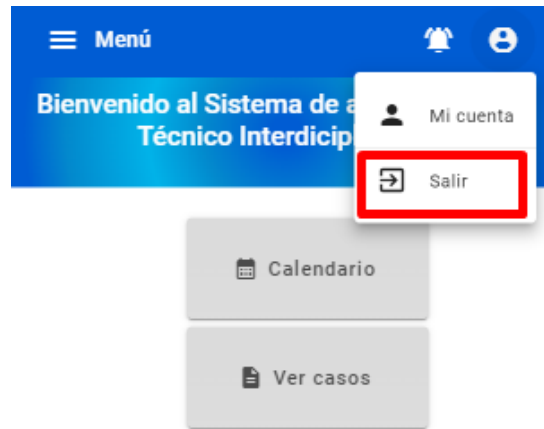 Menú
Bienvenido al Sistema de a
Técnico Interdicip
Mi cuenta
Salir
Calendario
Ver casos